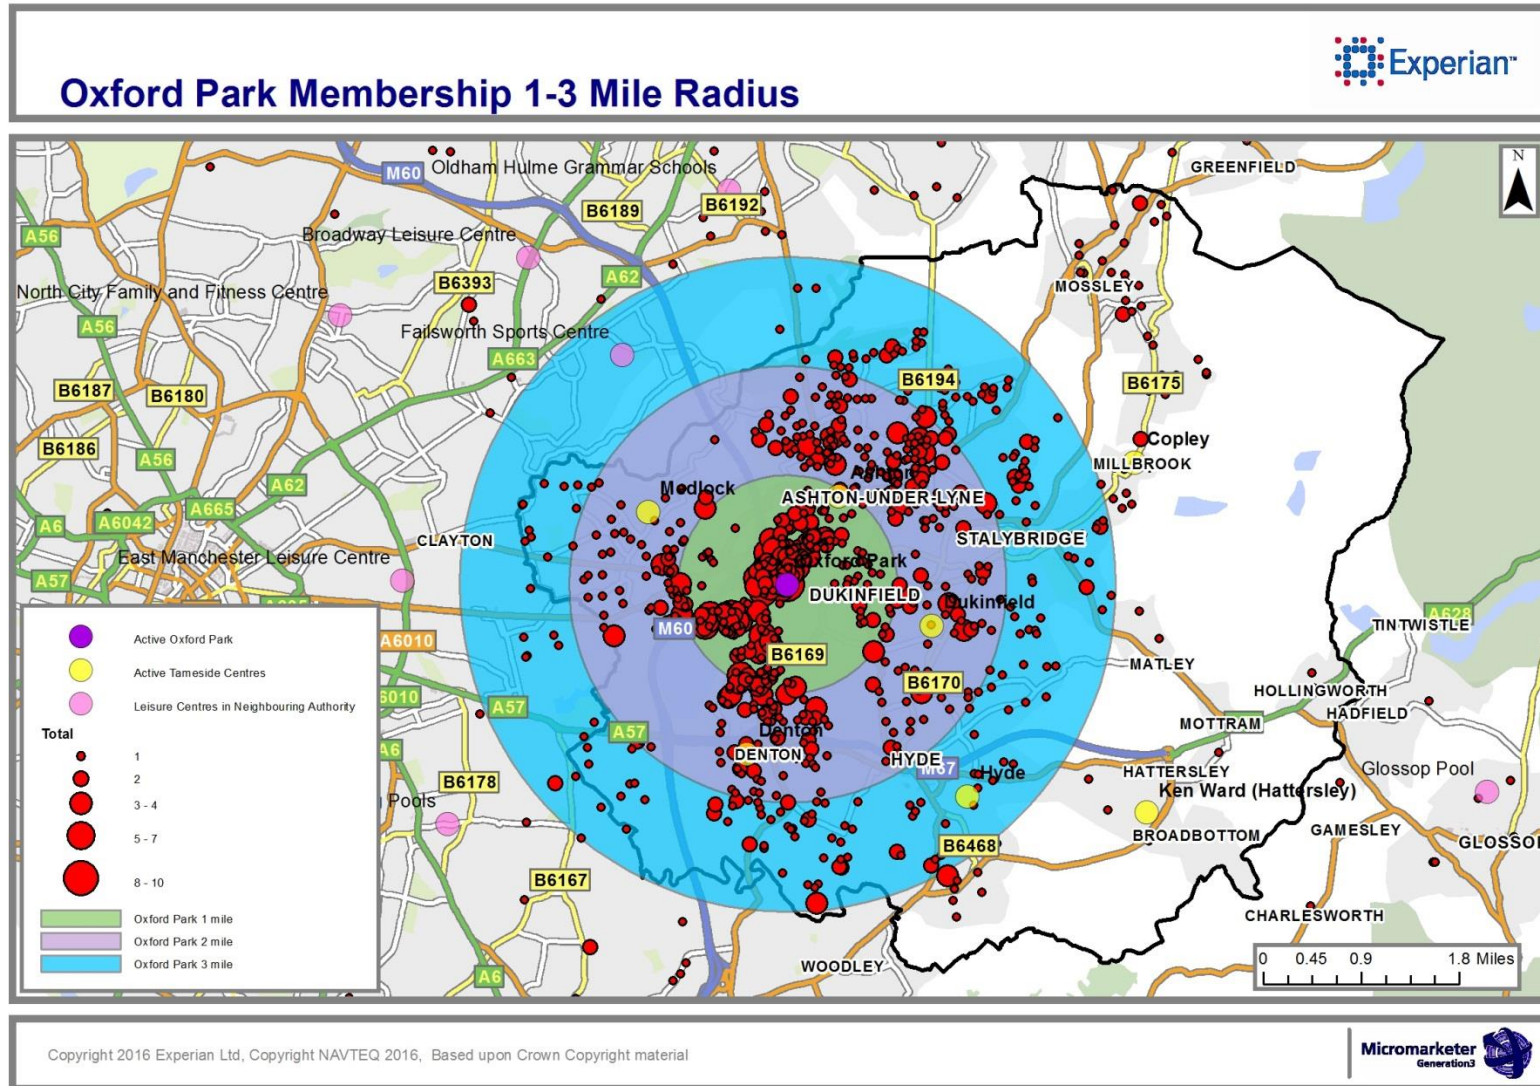 Experian™
Oxford Park Membership 1-3 Mile Radius
N
GREENFIELD
M60
Oldham Hulme Grammar Schools
B6189
B6192
A56
Broadway Leisure Centre
A62
B6393
MOSSLEY
North City Family and Fitness Centre
A56
Failsworth Sports Centre
A663
B6187
B6180
B6194
B6175
B6186
A56
Copley
MILLBROOK
A62
Ashton
Medlock
ASHTON-UNDER-LYNE
A665
A6
A6042
CLAYTON
STALYBRIDGE
East Manchester Leisure Centre
Oxford Park
A57
DUKINFIELD
Dukinfield
A628
TINTWISTLE
M60
A6010
B6169
MATLEY
B6170
HOLLINGWORTH
HADFIELD
6010
A57
MOTTRAM
A57
Denton
DENTON
HYDE
M67
Hyde
HATTERSLEY
Glossop Pool
A6
B6178
Ken Ward (Hattersley)
Pools
BROADBOTTOM
GAMESLEY
GLOSSOP
B6468
B6167
CHARLESWORTH
WOODLEY
A6
Active Oxford Park
Active Tameside Centres
Leisure Centres in Neighbouring Authority
Total
1
2
3 - 4
5 - 7
8 - 10
Oxford Park 1 mile
Oxford Park 2 mile
Oxford Park 3 mile
0 0.45 0.9 1.8 Miles
Copyright 2016 Experian Ltd, Copyright NAVTEQ 2016, Based upon Crown Copyright material
Micromarketer
Generation3